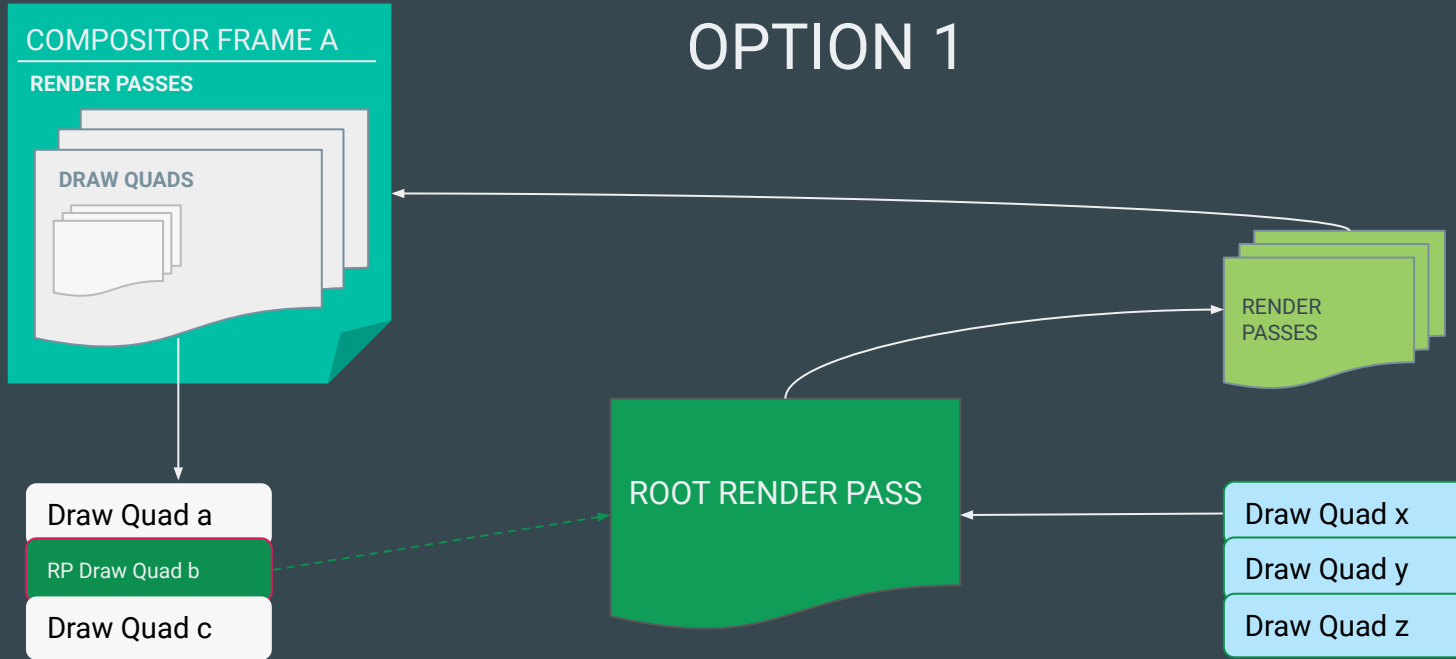 OPTION 1
COMPOSITOR FRAME A
RENDER PASSES
DRAW QUADS
RENDER
PASSES
ROOT RENDER PASS
Draw Quad a
RP Draw Quad b
Draw Quad c
Draw Quad x
Draw Quad y
Draw Quad z